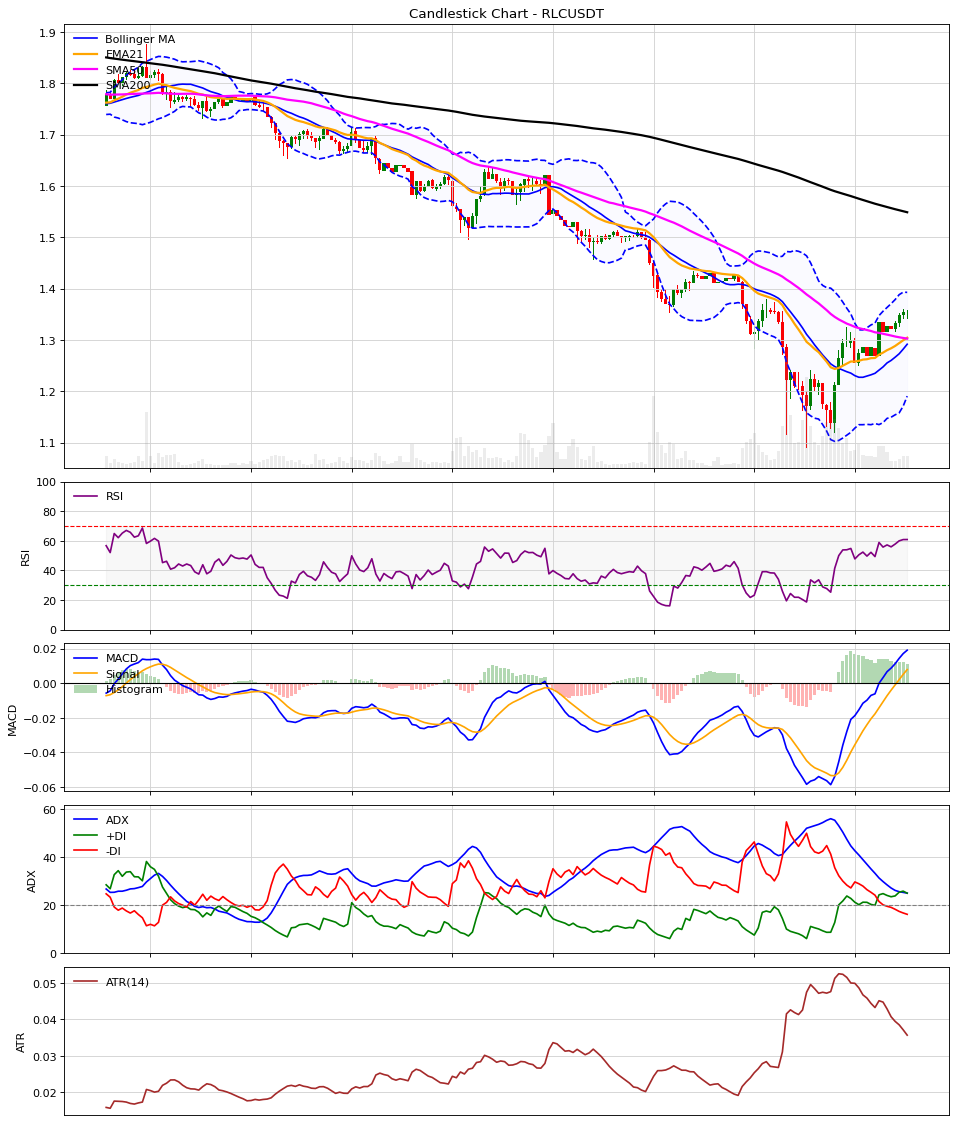 Candlestick Chart - RLCUSDT
1.9
1.8
1.7
1.6
1.5
1.4
1.3
1.2
1.1
Bollinger MA
EMA21
SMA50
SMA200
100
80
60
40
20
0
RSI
RSI
0.02
0.00
−0.02
−0.04
−0.06
MACD
MACD
Signal
Histogram
60
40
20
0
ADX
ADX
+DI
-DI
0.05
0.04
0.03
0.02
ATR
ATR(14)